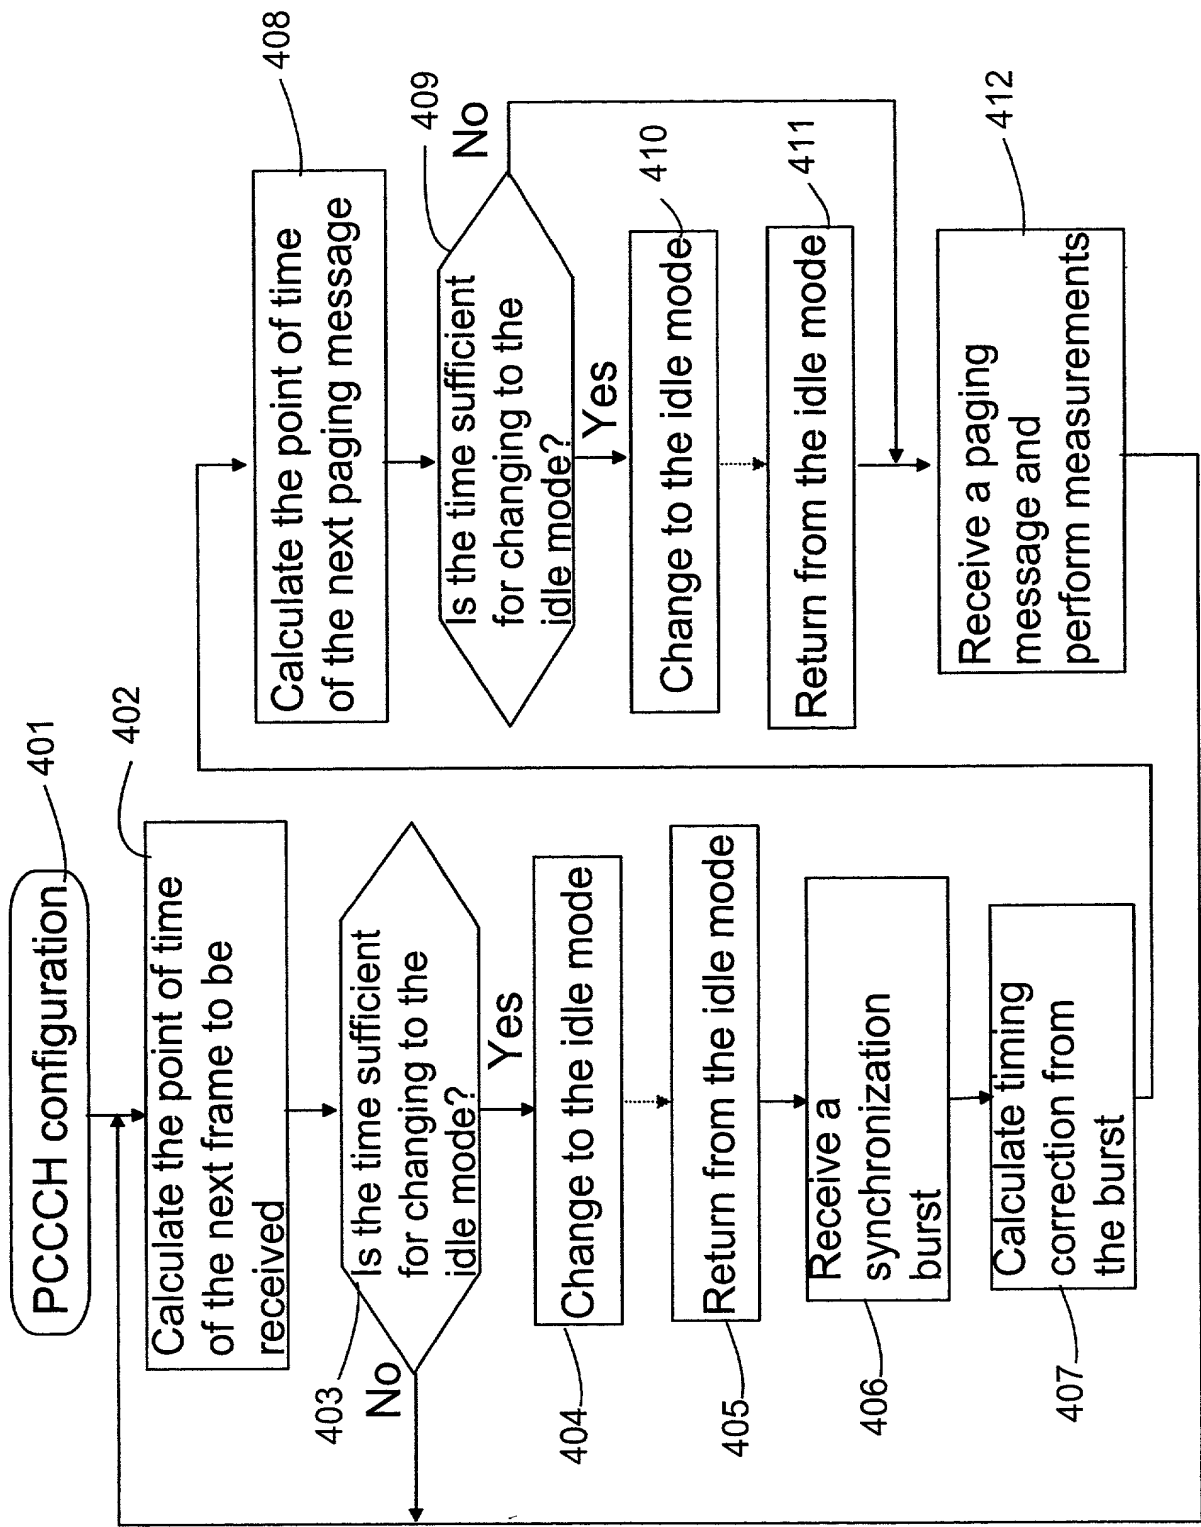 PCCCH configuration
401
402
Calculate the point of time
of the next frame to be
received
403
Is the time sufficient
for changing to the
idle mode?
No
Yes
404
Change to the idle mode
405
Return from the idle mode
406
Receive a
synchronization
burst
407
Calculate timing
correction from
the burst
408
Calculate the point of time
of the next paging message
409
Is the time sufficient
for changing to the
idle mode?
No
Yes
410
Change to the idle mode
411
Return from the idle mode
412
Receive a paging
message and
perform measurements